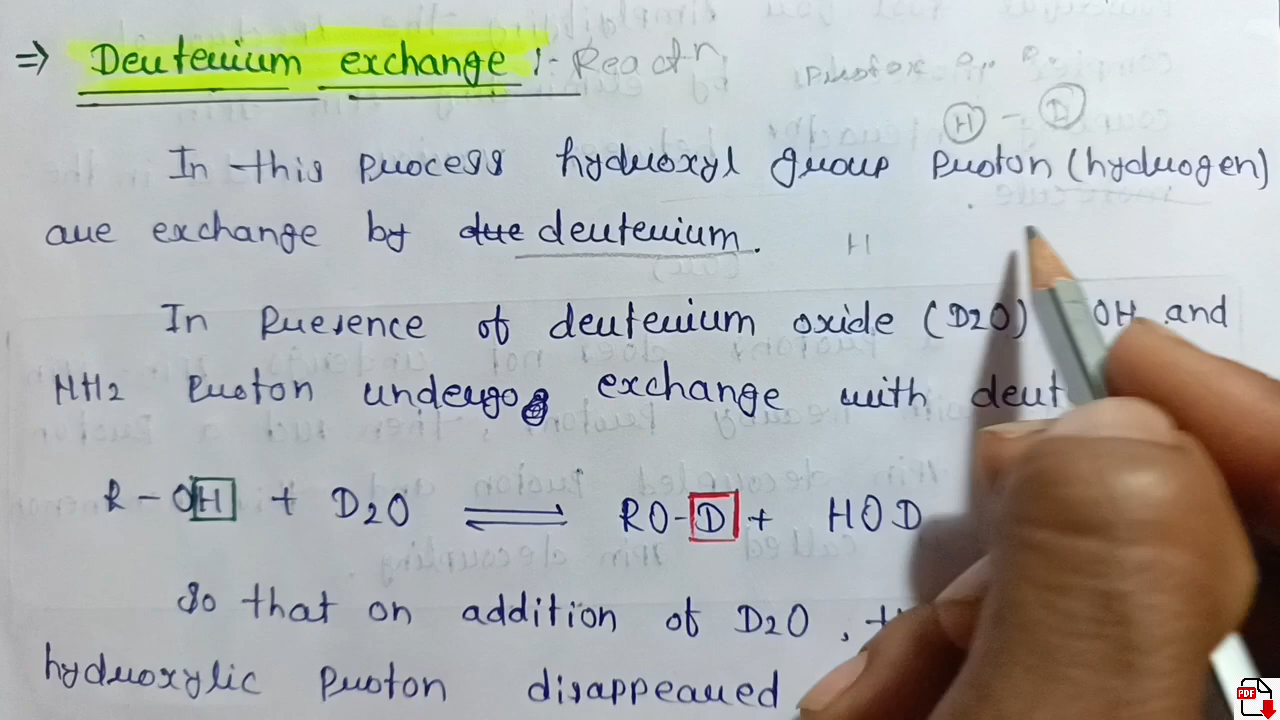 ⇒ Deuterium exchange :- Reactn
H - D
In this process hydroxyl group proton (hydrogen)
are exchange by deuterium.
H
In Presence of deuterium oxide (D2O) OH and
NH2 Proton undergo exchange with deut
R - OH + D2O ⇌ RO-D + HOD
So that on addition of D2O,
hydroxylic Proton disappeared
PDF